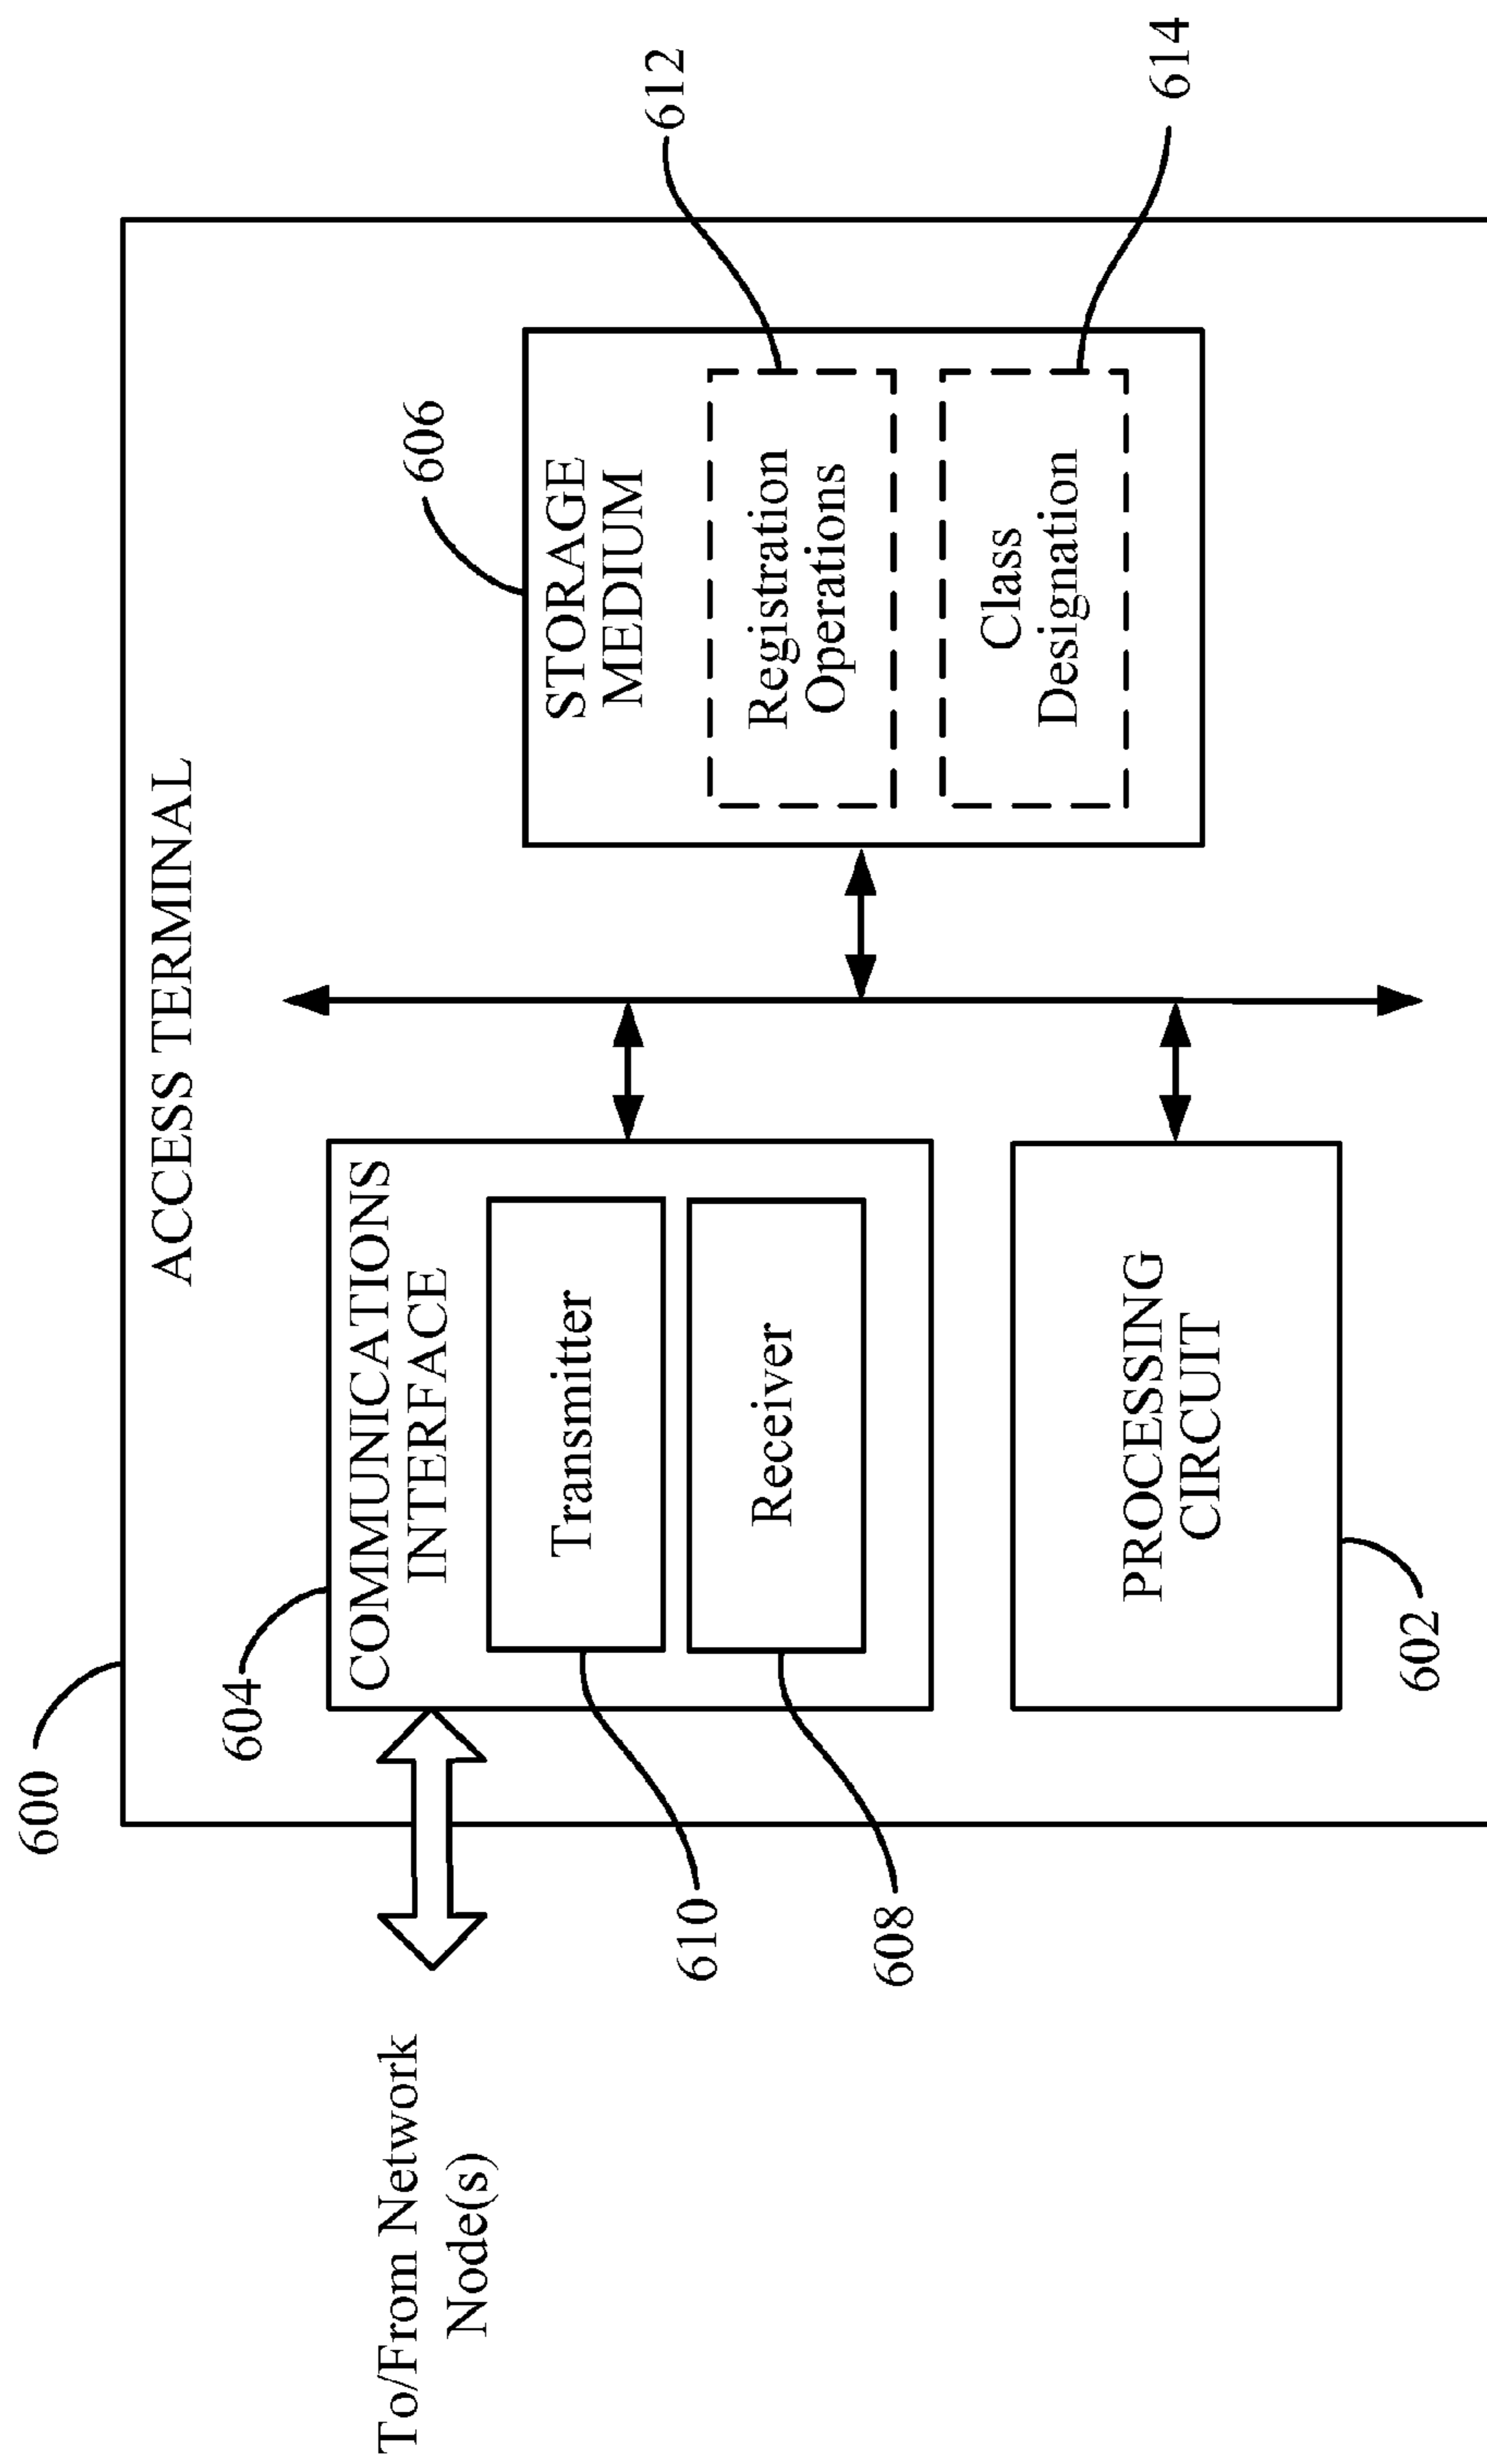 600
ACCESS TERMINAL
604
COMMUNICATIONS
INTERFACE
Transmitter
Receiver
To/From Network
Node(s)
610
608
PROCESSING
CIRCUIT
602
606
STORAGE
MEDIUM
Registration
Operations
612
Class
Designation
614